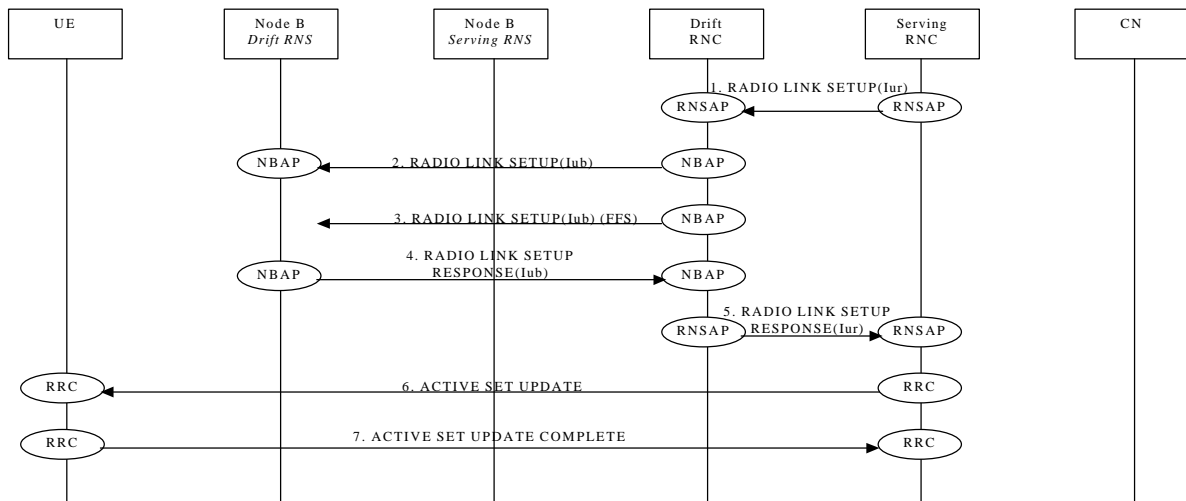 UE
Node B
Drift RNS
Node B
Serving RNS
Drift
RNC
Serving
RNC
CN
1. RADIO LINK SETUP(Iur)
RNSAP
RNSAP
NBAP
2. RADIO LINK SETUP(Iub)
NBAP
3. RADIO LINK SETUP(Iub) (FFS)
NBAP
NBAP
4. RADIO LINK SETUP
RESPONSE(Iub)
NBAP
RNSAP
5. RADIO LINK SETUP
RESPONSE(Iur)
RNSAP
RRC
6. ACTIVE SET UPDATE
RRC
RRC
7. ACTIVE SET UPDATE COMPLETE
RRC